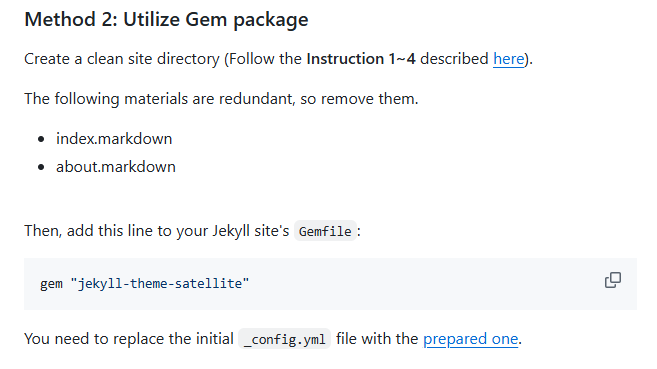 Method 2: Utilize Gem package
Create a clean site directory (Follow the Instruction 1~4 described here).
The following materials are redundant, so remove them.
• index.markdown
• about.markdown
Then, add this line to your Jekyll site's Gemfile:
gem "jekyll-theme-satellite"
You need to replace the initial _config.yml file with the prepared one.